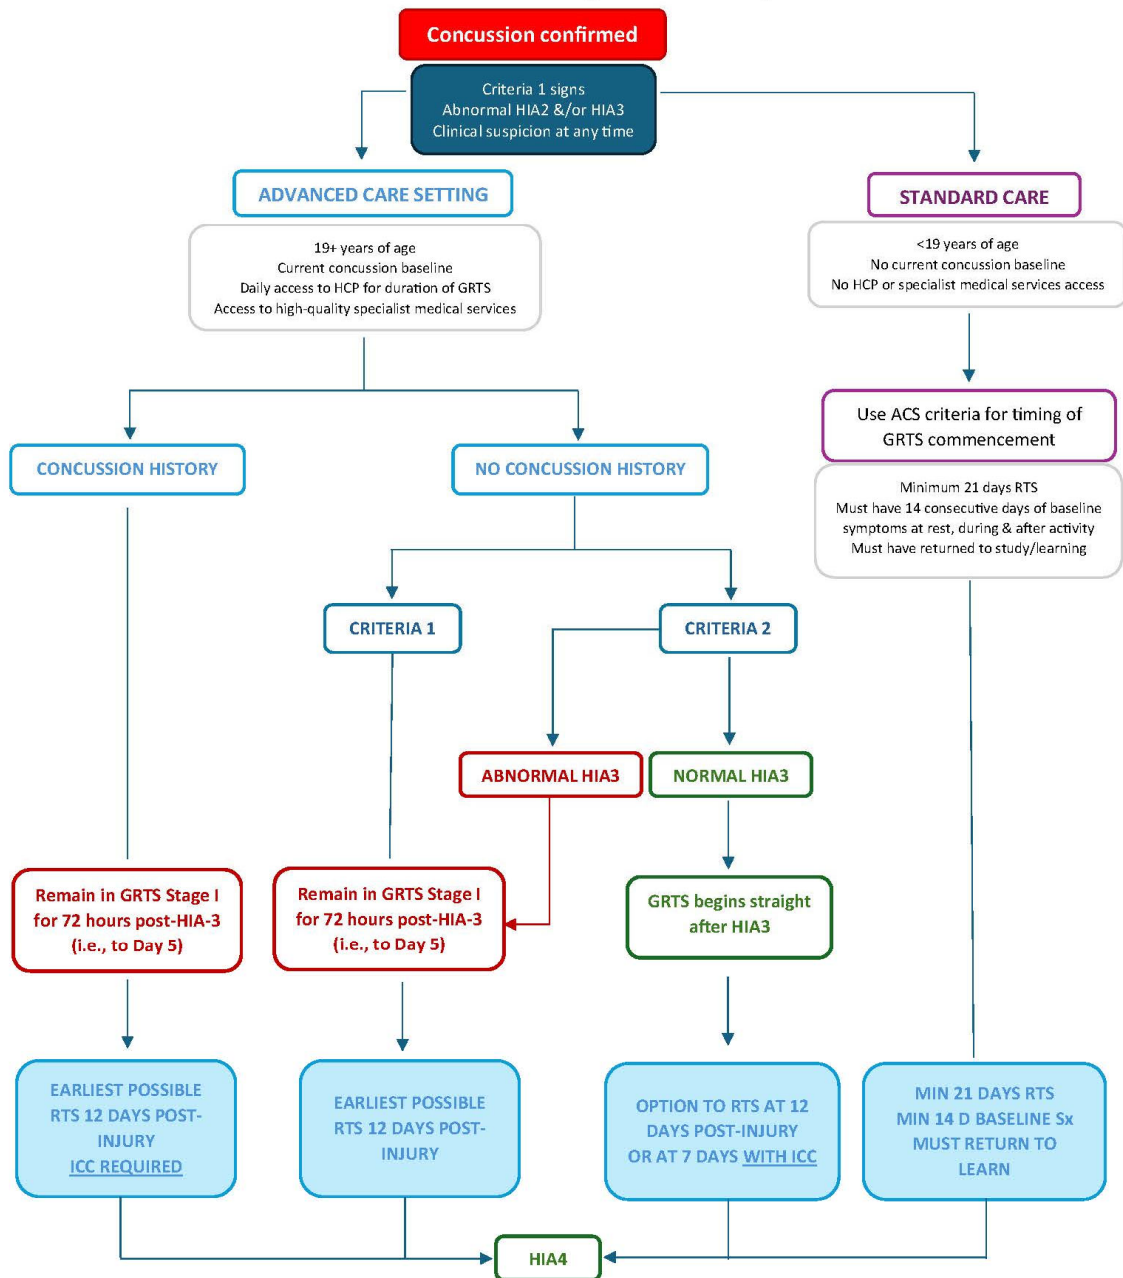 Concussion confirmed
Criteria 1 signs
Abnormal HIA2 &/or HIA3
Clinical suspicion at any time
ADVANCED CARE SETTING
19+ years of age
Current concussion baseline
Daily access to HCP for duration of GRTS
Access to high-quality specialist medical services
STANDARD CARE
<19 years of age
No current concussion baseline
No HCP or specialist medical services access
Use ACS criteria for timing of
GRTS commencement
Minimum 21 days RTS
Must have 14 consecutive days of baseline
symptoms at rest, during & after activity
Must have returned to study/learning
CONCUSSION HISTORY
NO CONCUSSION HISTORY
CRITERIA 1
CRITERIA 2
ABNORMAL HIA3
NORMAL HIA3
Remain in GRTS Stage I
for 72 hours post-HIA-3
(i.e., to Day 5)
Remain in GRTS Stage I
for 72 hours post-HIA-3
(i.e., to Day 5)
GRTS begins straight
after HIA3
EARLIEST POSSIBLE
RTS 12 DAYS POST-
INJURY
ICC REQUIRED
EARLIEST POSSIBLE
RTS 12 DAYS POST-
INJURY
OPTION TO RTS AT 12
DAYS POST-INJURY
OR AT 7 DAYS WITH ICC
MIN 21 DAYS RTS
MIN 14 D BASELINE Sx
MUST RETURN TO
LEARN
HIA4